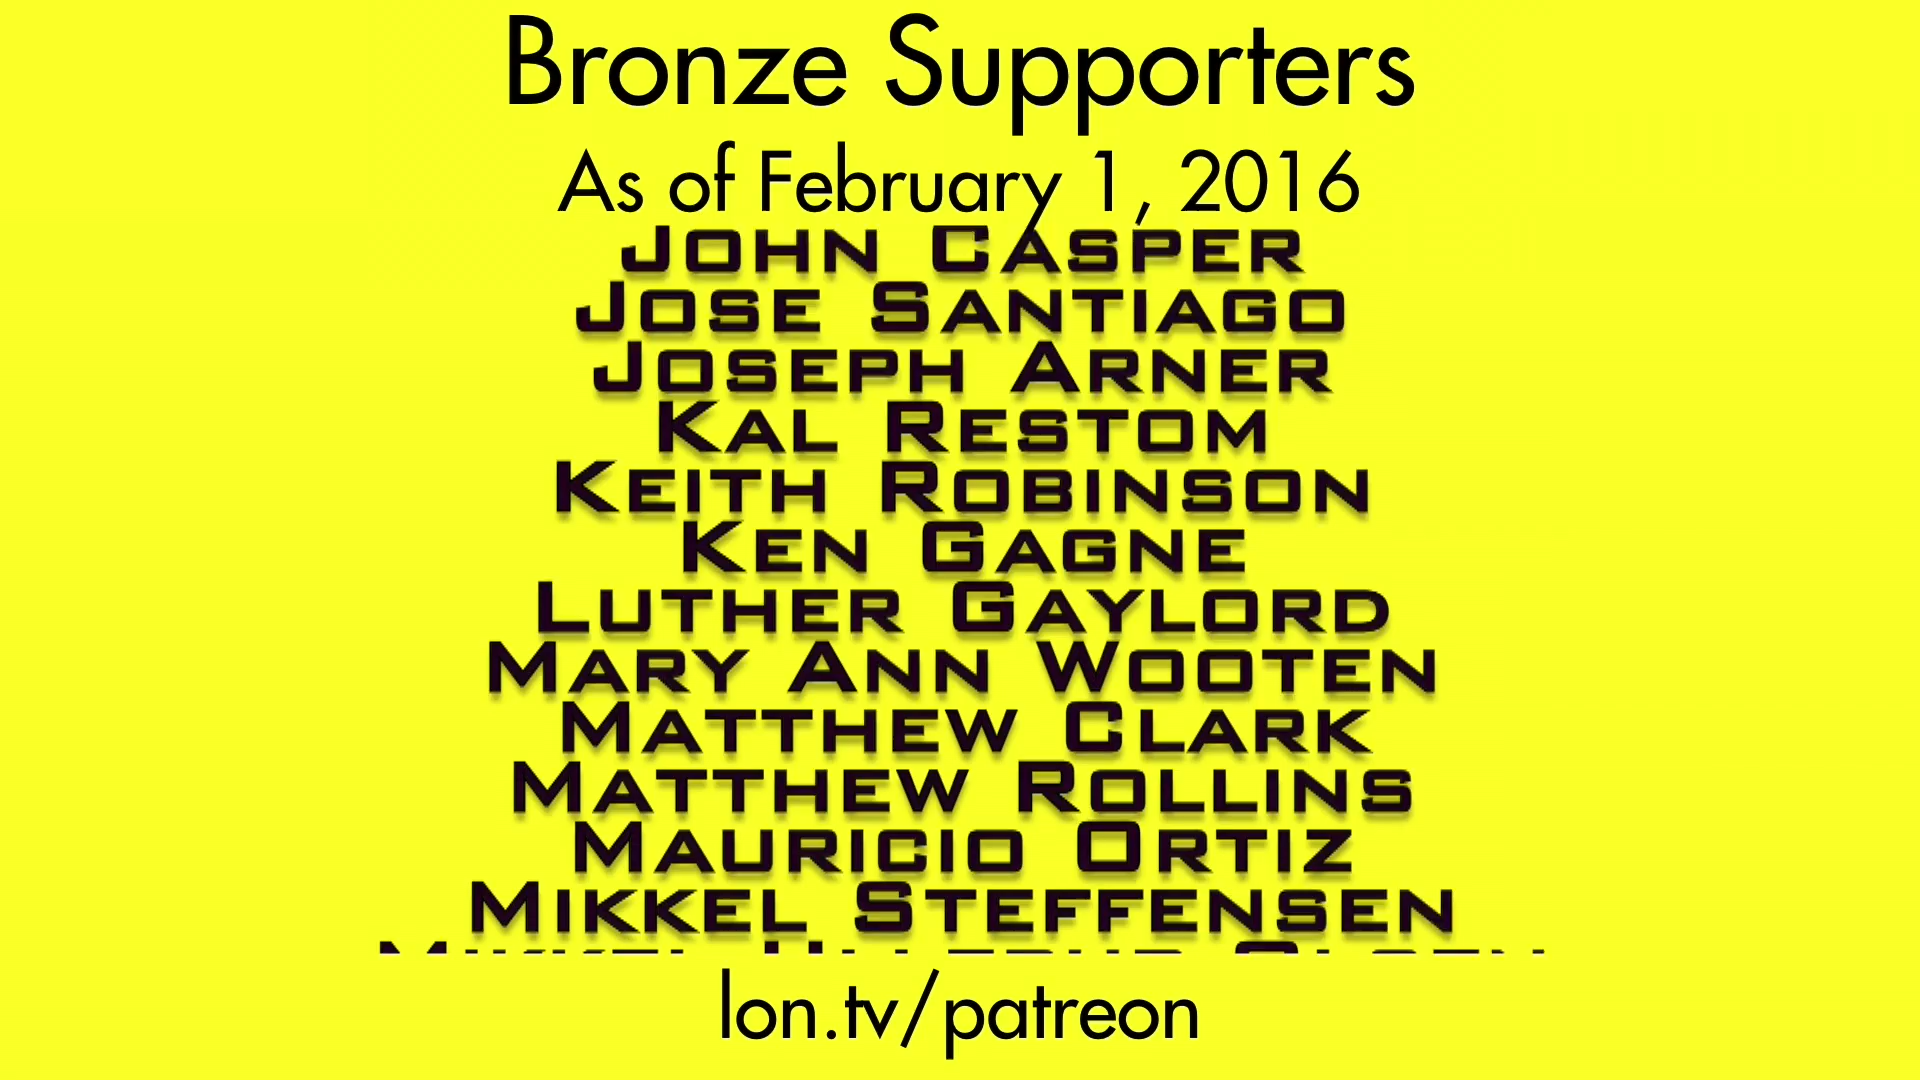 Bronze Supporters
As of February 1, 2016
John Casper
Jose Santiago
Joseph Arner
Kal Restom
Keith Robinson
Ken Gagne
Luther Gaylord
Mary Ann Wooten
Matthew Clark
Matthew Rollins
Mauricio Ortiz
Mikkel Steffensen
lon.tv/patreon